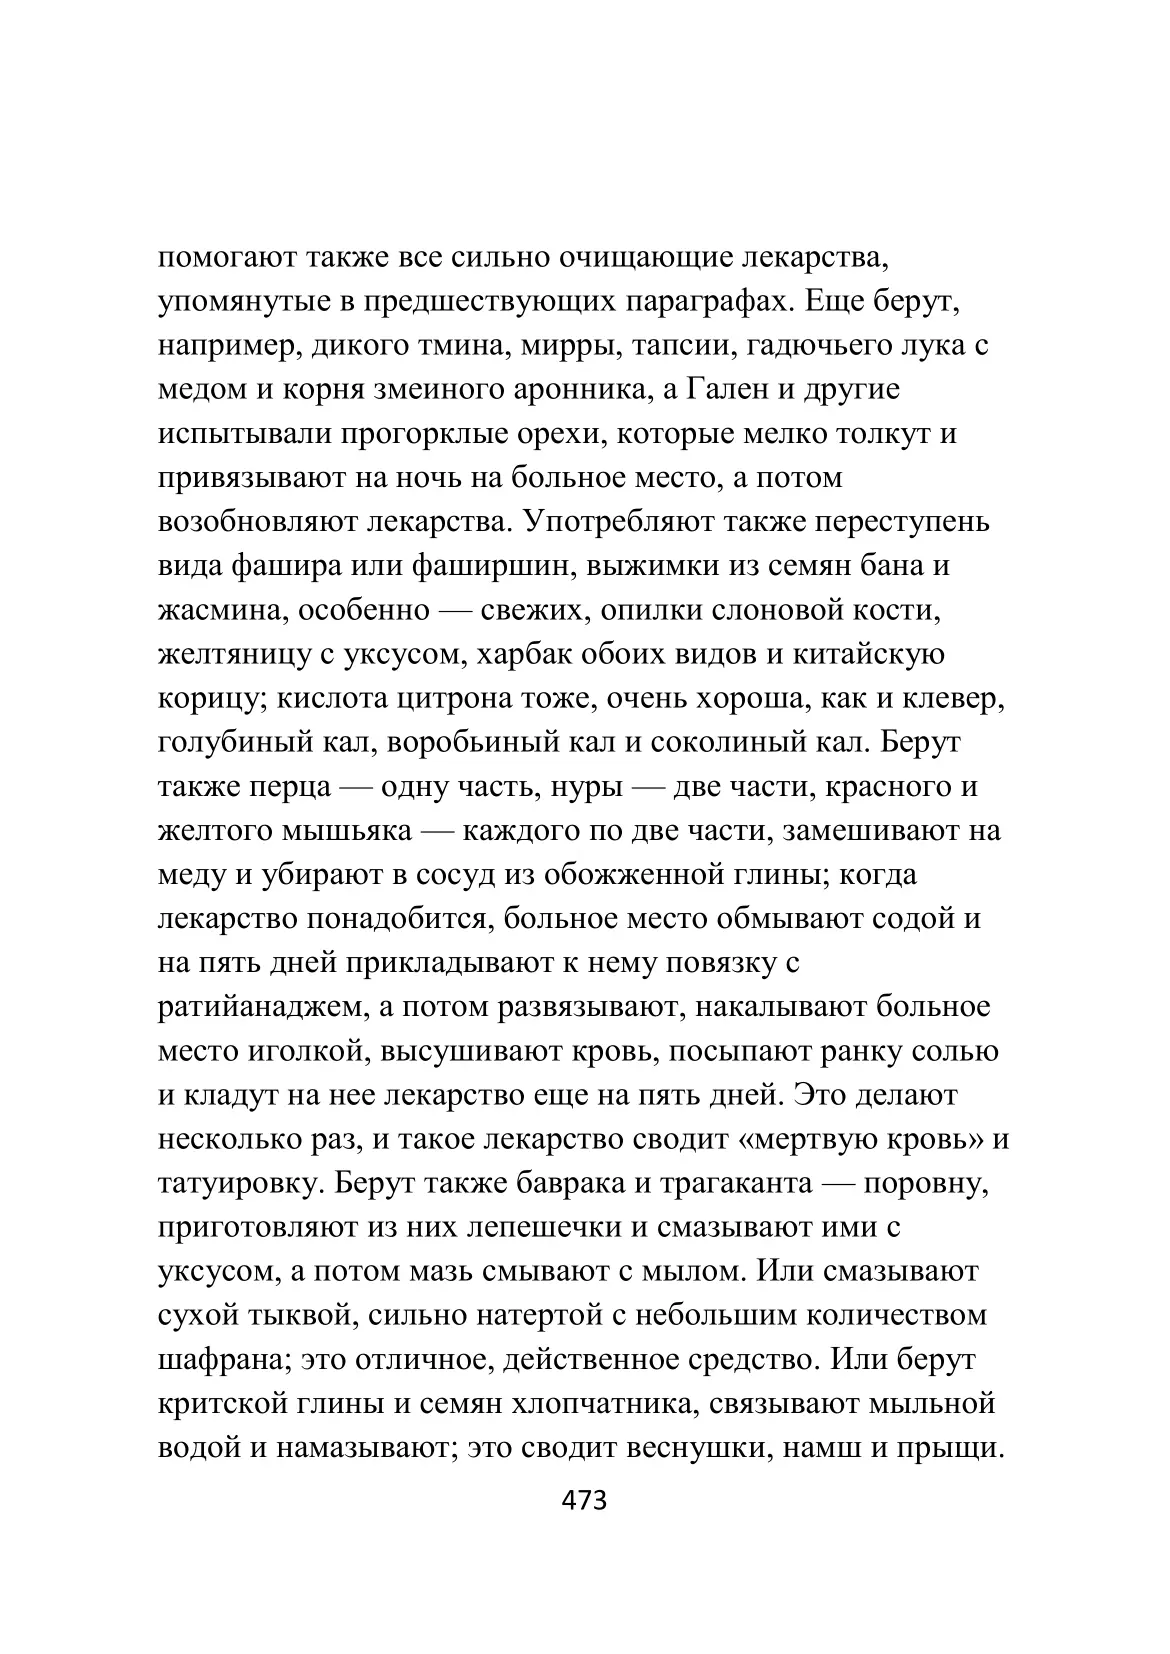 помогают также все сильно очищающие лекарства,
упомянутые в предшествующих параграфах. Еще берут,
например, дикого тмина, мирры, тапсии, гадючьего лука с
медом и корня змеиного аронника, а Гален и другие
испытывали прогорклые орехи, которые мелко толкут и
привязывают на ночь на больное место, а потом
возобновляют лекарства. Употребляют также переступень
вида фашира или фаширшин, выжимки из семян бана и
жасмина, особенно — свежих, опилки слоновой кости,
желтяницу с уксусом, харбак обоих видов и китайскую
корицу; кислота цитрона тоже, очень хороша, как и клевер,
голубиный кал, воробьиный кал и соколиный кал. Берут
также перца — одну часть, нуры — две части, красного и
желтого мышьяка — каждого по две части, замешивают на
меду и убирают в сосуд из обожженной глины; когда
лекарство понадобится, больное место обмывают содой и
на пять дней прикладывают к нему повязку с
ратийанаджем, а потом развязывают, накалывают больное
место иголкой, высушивают кровь, посыпают ранку солью
и кладут на нее лекарство еще на пять дней. Это делают
несколько раз, и такое лекарство сводит «мертвую кровь» и
татуировку. Берут также баврака и трагаканта — поровну,
приготовляют из них лепешечки и смазывают ими с
уксусом, а потом мазь смывают с мылом. Или смазывают
сухой тыквой, сильно натертой с небольшим количеством
шафрана; это отличное, действенное средство. Или берут
критской глины и семян хлопчатника, связывают мыльной
водой и намазывают; это сводит веснушки, намш и прыщи.
473